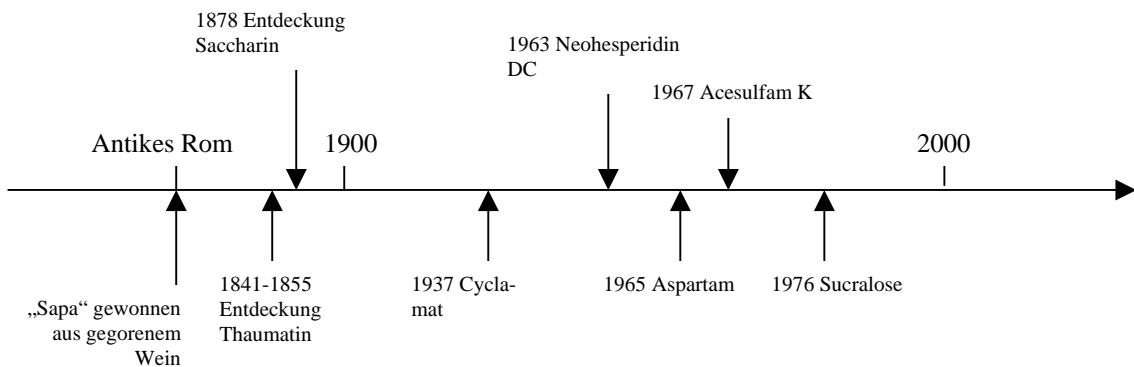 1878 Entdeckung
Saccharin
1963 Neohesperidin
DC
1967 Acesulfam K
Antikes Rom
1900
2000
„Sapa“ gewonnen
aus gegorenem
Wein
1841-1855
Entdeckung
Thaumatin
1937 Cycla-
mat
1965 Aspartam
1976 Sucralose